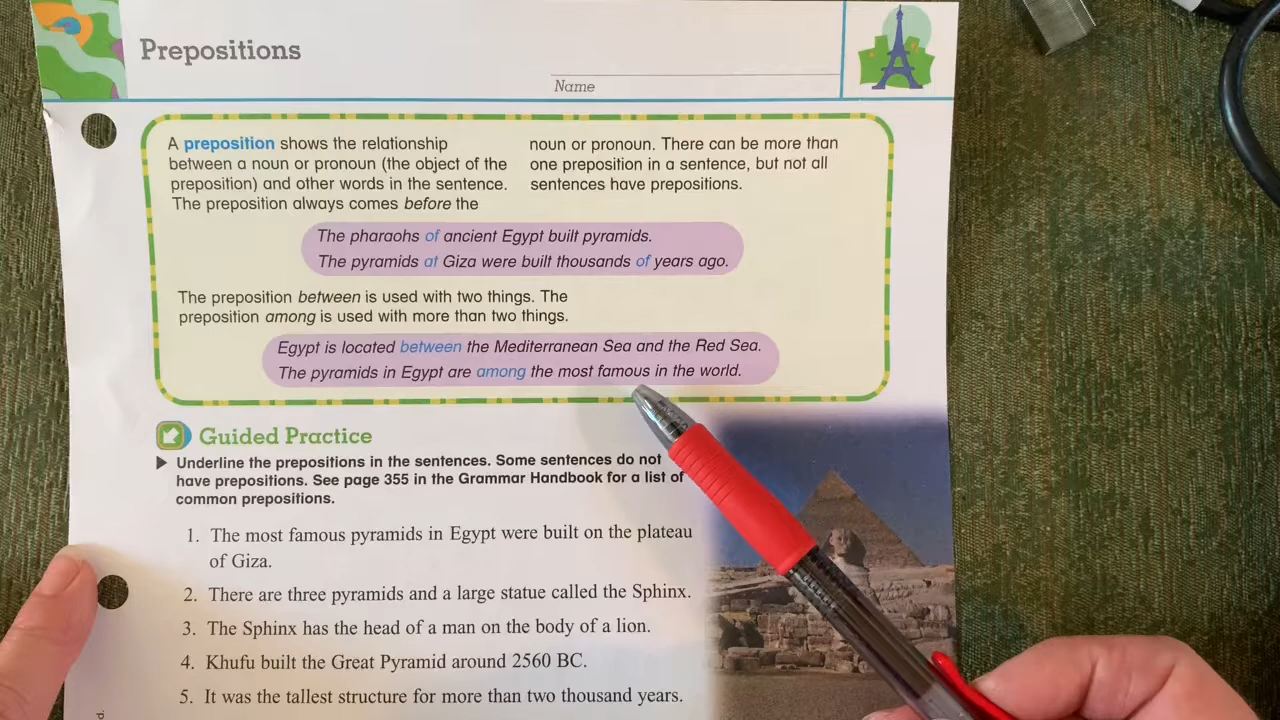 Prepositions
Name
A preposition shows the relationship
between a noun or pronoun (the object of the
preposition) and other words in the sentence.
The preposition always comes before the
noun or pronoun. There can be more than
one preposition in a sentence, but not all
sentences have prepositions.
The pharaohs of ancient Egypt built pyramids.
The pyramids at Giza were built thousands of years ago.
The preposition between is used with two things. The
preposition among is used with more than two things.
Egypt is located between the Mediterranean Sea and the Red Sea.
The pyramids in Egypt are among the most famous in the world.
Guided Practice
Underline the prepositions in the sentences. Some sentences do not
have prepositions. See page 355 in the Grammar Handbook for a list of
common prepositions.
1. The most famous pyramids in Egypt were built on the plateau
of Giza.
2. There are three pyramids and a large statue called the Sphinx.
3. The Sphinx has the head of a man on the body of a lion.
4. Khufu built the Great Pyramid around 2560 BC.
5. It was the tallest structure for more than two thousand years.